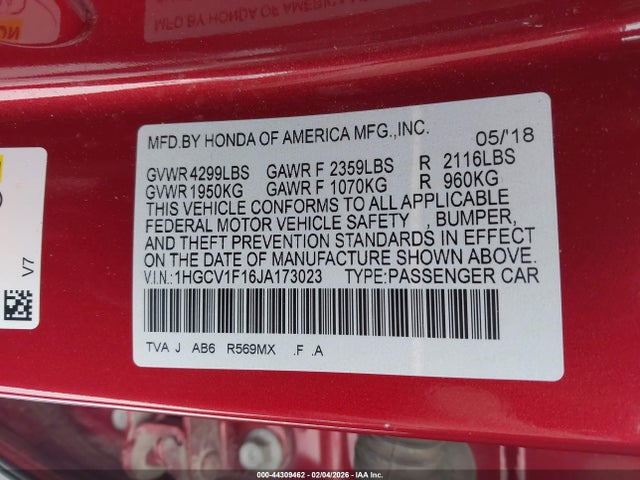 MFD.BY HONDA OF AMERICA MFG.,INC. 05/'18
GVWR 4299LBS GAWR F 2359LBS R 2116LBS
GVWR 1950KG GAWR F 1070KG R 960KG
THIS VEHICLE CONFORMS TO ALL APPLICABLE
FEDERAL MOTOR VEHICLE SAFETY , BUMPER,
AND THEFT PREVENTION STANDARDS IN EFFECT
ON THE DATE OF MANUFACTURE SHOWN ABOVE.
V.I.N.: 1HGCV1F16JA173023 TYPE:PASSENGER CAR
TVA J AB6 R569MX .F .A
V7
000-44309462 - 02/04/2026 - IAA Inc.